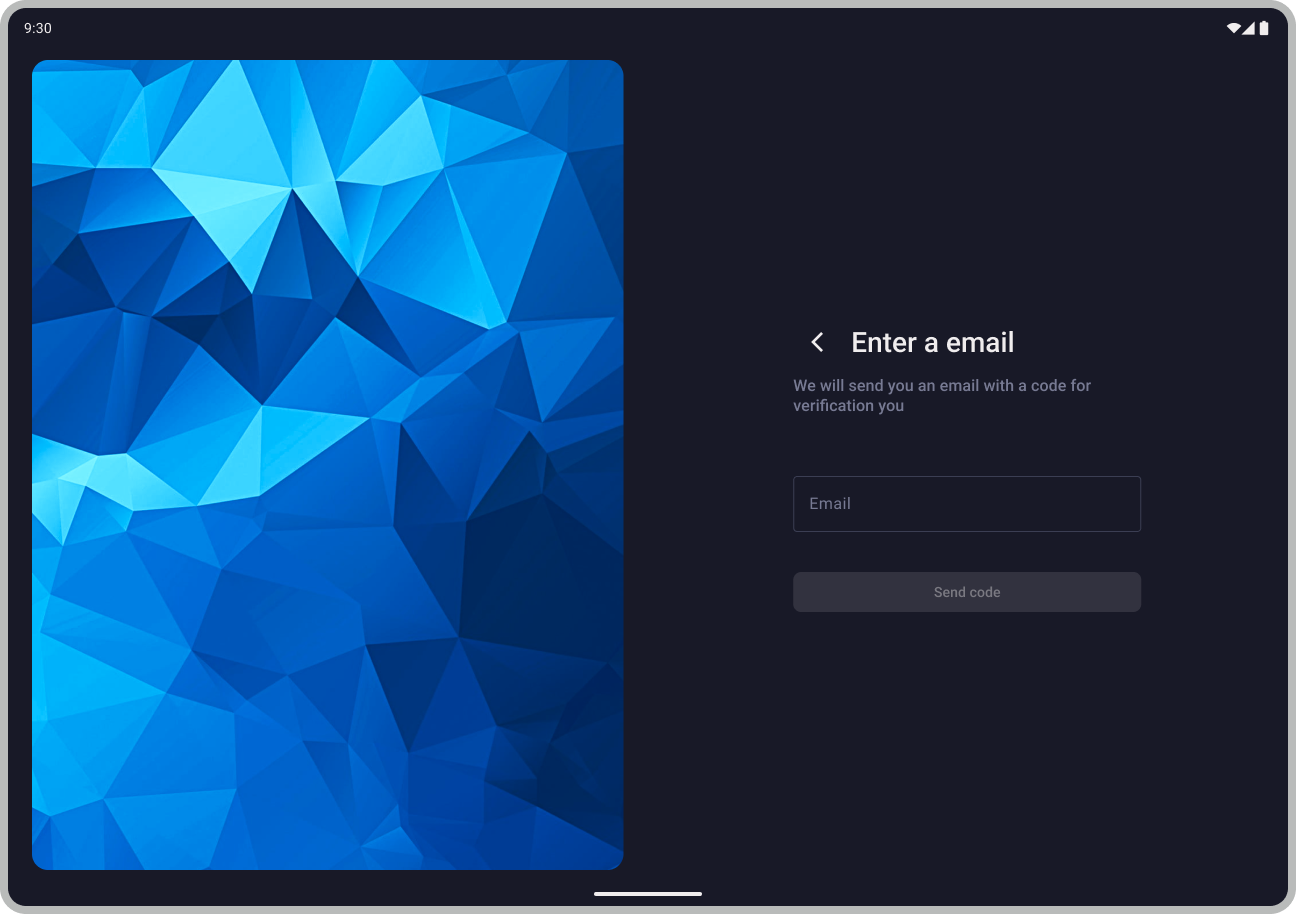 9:30
Enter a email
We will send you an email with a code for
verification you
Email
Send code